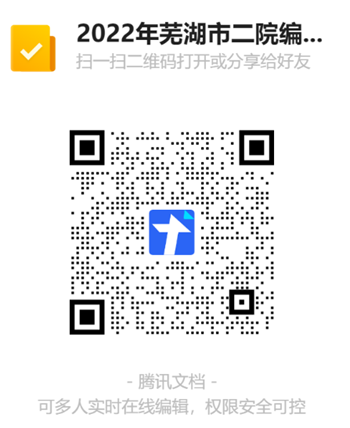 2022年芜湖市二院编...
扫一扫二维码打开或分享给好友
- 腾讯文档 -
可多人实时在线编辑，权限安全可控